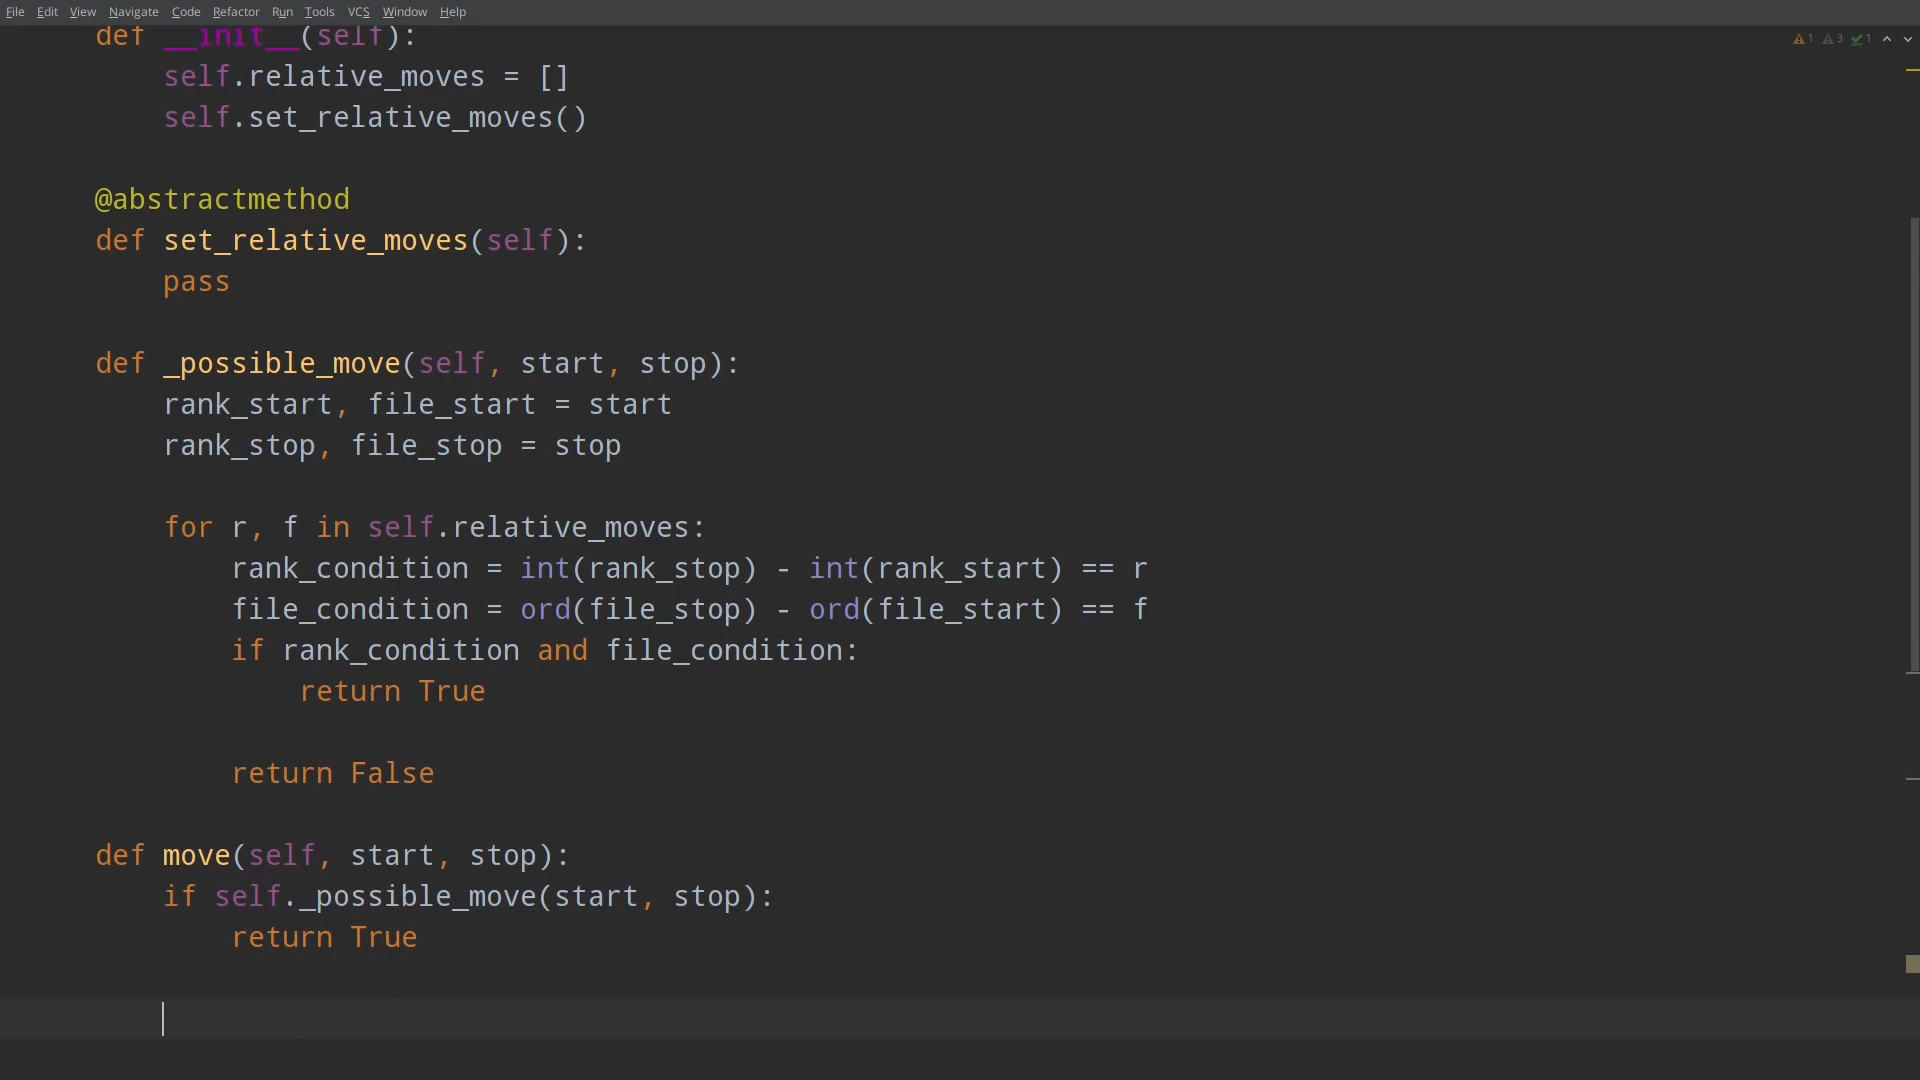 File Edit View Navigate Code Refactor Run Tools VCS Window Help
def __init__(self):
1 3 1
self.relative_moves = []
self.set_relative_moves()
@abstractmethod
def set_relative_moves(self):
pass
def _possible_move(self, start, stop):
rank_start, file_start = start
rank_stop, file_stop = stop
for r, f in self.relative_moves:
rank_condition = int(rank_stop) - int(rank_start) == r
file_condition = ord(file_stop) - ord(file_start) == f
if rank_condition and file_condition:
return True
return False
def move(self, start, stop):
if self._possible_move(start, stop):
return True